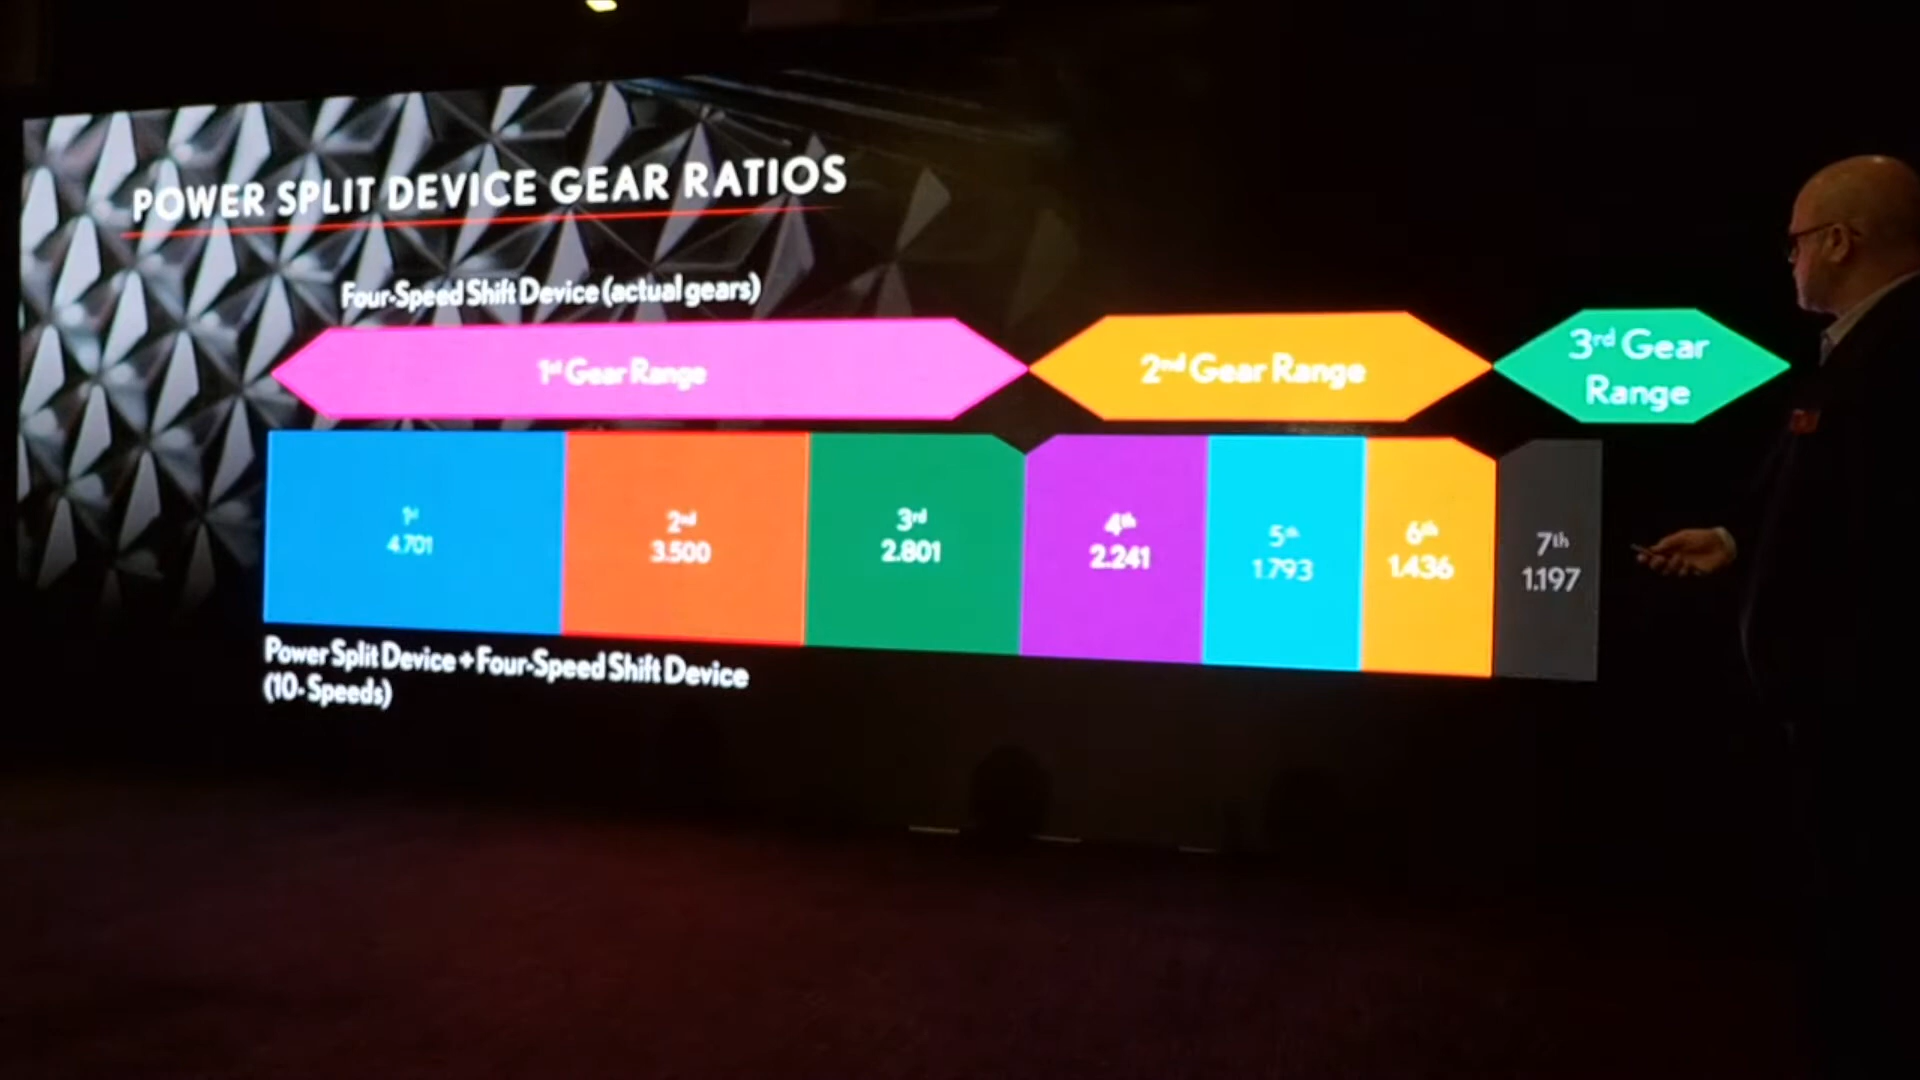 POWER SPLIT DEVICE GEAR RATIOS
Four-Speed Shift Device (actual gears)
1st Gear Range
2nd Gear Range
3rd Gear
Range
1st
4.701
2nd
3.500
3rd
2.801
4th
2.241
5th
1.793
6th
1.436
7th
1.197
Power Split Device + Four-Speed Shift Device
(10-Speeds)